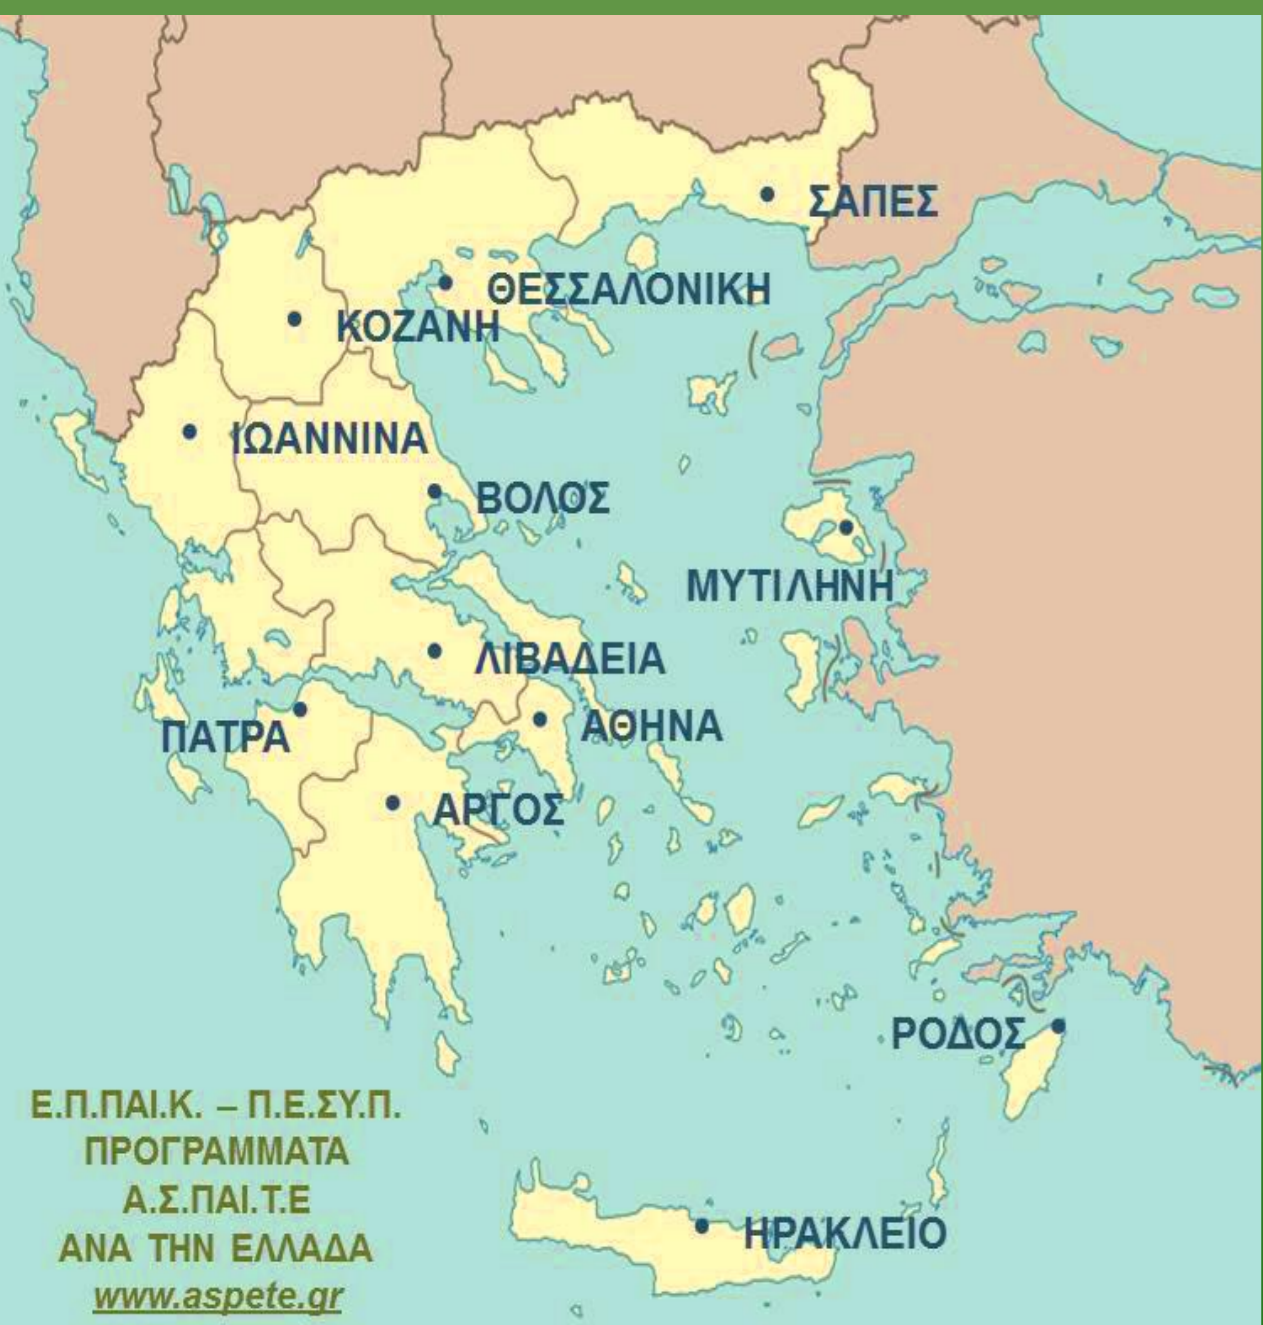 ΣΑΠΕΣ
ΘΕΣΣΑΛΟΝΙΚΗ
ΚΟΖΑΝΗ
ΙΩΑΝΝΙΝΑ
ΒΟΛΟΣ
ΜΥΤΙΛΗΝΗ
ΛΙΒΑΔΕΙΑ
ΑΘΗΝΑ
ΠΑΤΡΑ
ΑΡΓΟΣ
ΡΟΔΟΣ
ΗΡΑΚΛΕΙΟ
Ε.Π.ΠΑΙ.Κ. – Π.Ε.ΣΥ.Π.
ΠΡΟΓΡΑΜΜΑΤΑ
Α.Σ.ΠΑΙ.Τ.Ε
ΑΝΑ ΤΗΝ ΕΛΛΑΔΑ
www.aspete.gr